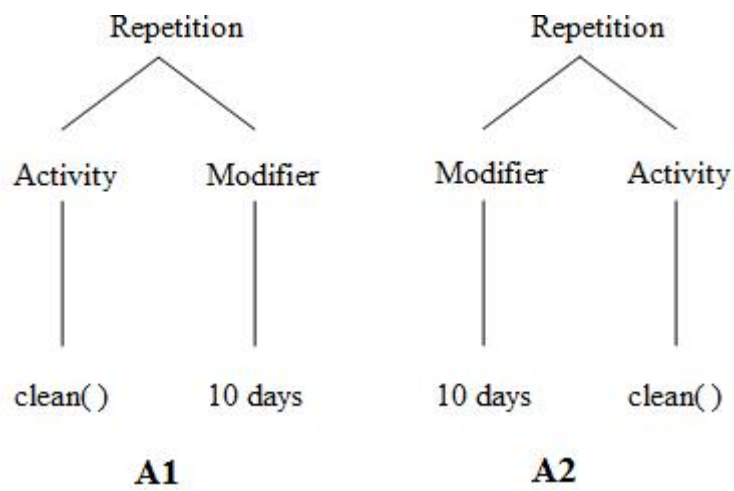 Repetition Repetition
Activity Modifier Modifier Activity
clean( ) 10 days 10 days clean( )
A1 A2